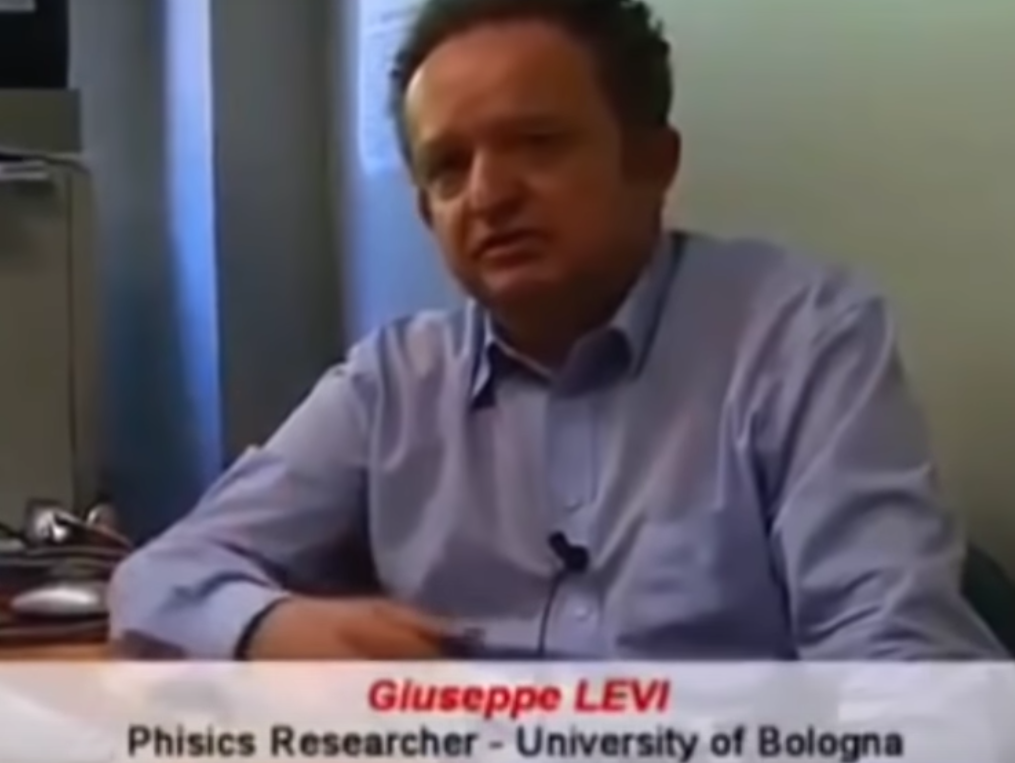 Giuseppe LEVI
Phisics Researcher - University of Bologna